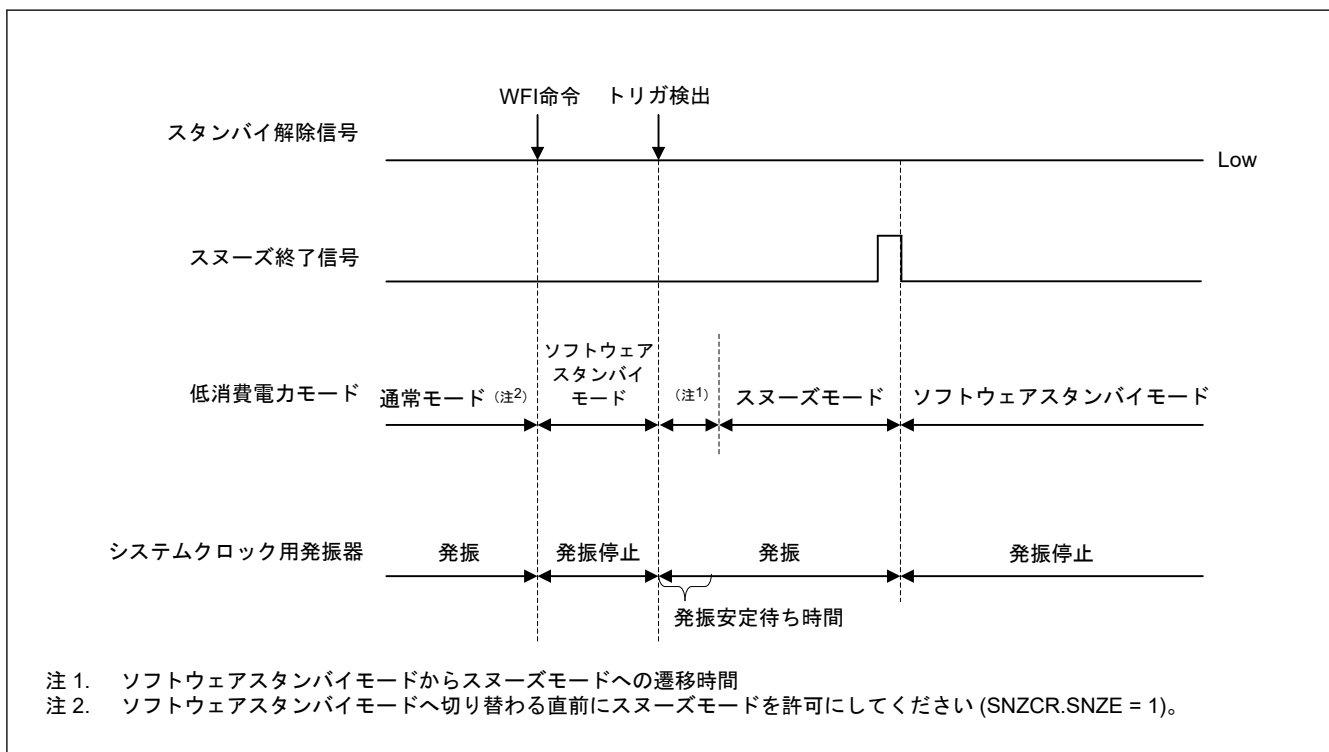 WFI命令 トリガ検出
スタンバイ解除信号
Low
スヌーズ終了信号
ソフトウェア
スタンバイ
モード
低消費電力モード
通常モード（注2）
（注1）
スヌーズモード
ソフトウェアスタンバイモード
システムクロック用発振器
発振
発振停止
発振
発振停止
発振安定待ち時間
注 1. ソフトウェアスタンバイモードからスヌーズモードへの遷移時間
注 2. ソフトウェアスタンバイモードへ切り替わる直前にスヌーズモードを許可にしてください (SNZCR.SNZE = 1)。